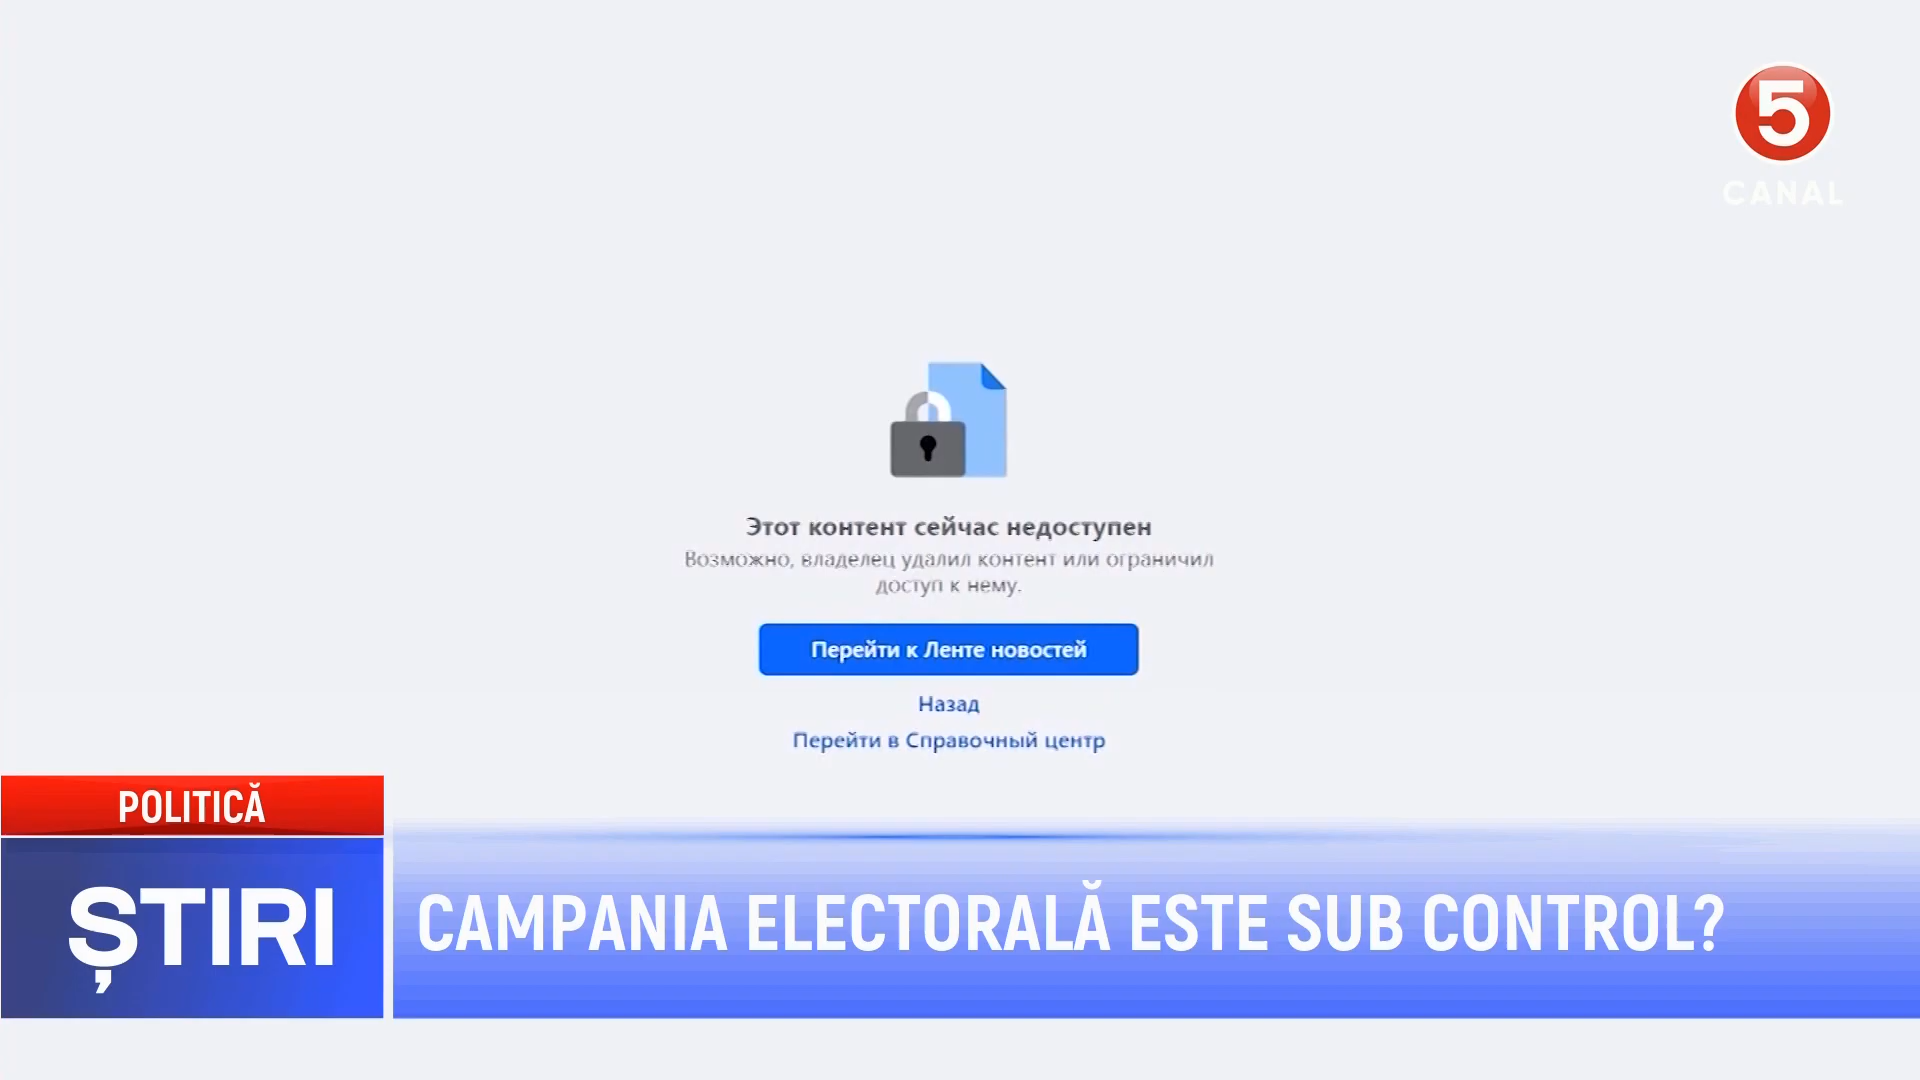 5
CANAL
Этот контент сейчас недоступен
Возможно, владелец удалил контент или ограничил
доступ к нему.
Перейти к Ленте новостей
Назад
Перейти в Справочный центр
POLITICĂ
ȘTIRI
CAMPANIA ELECTORALĂ ESTE SUB CONTROL?